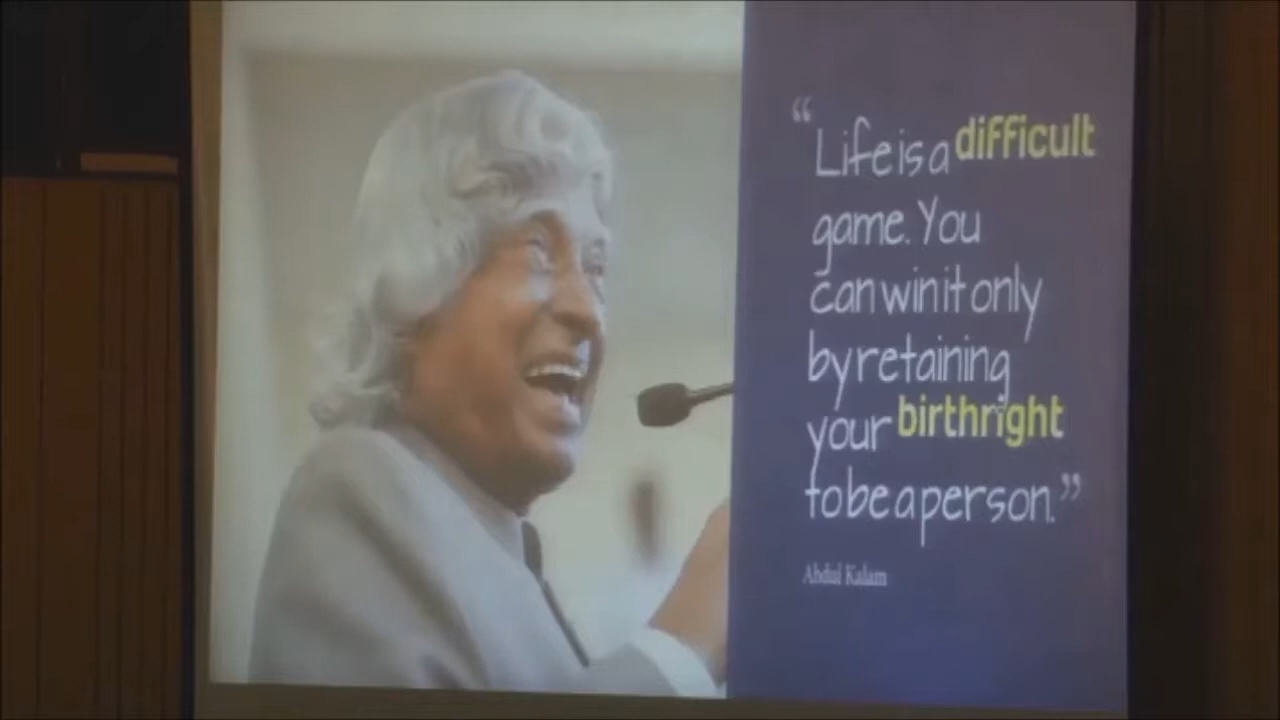 “Life is a difficult
game. You
can win it only
by retaining
your birthright
to be a person.”
Abdul Kalam